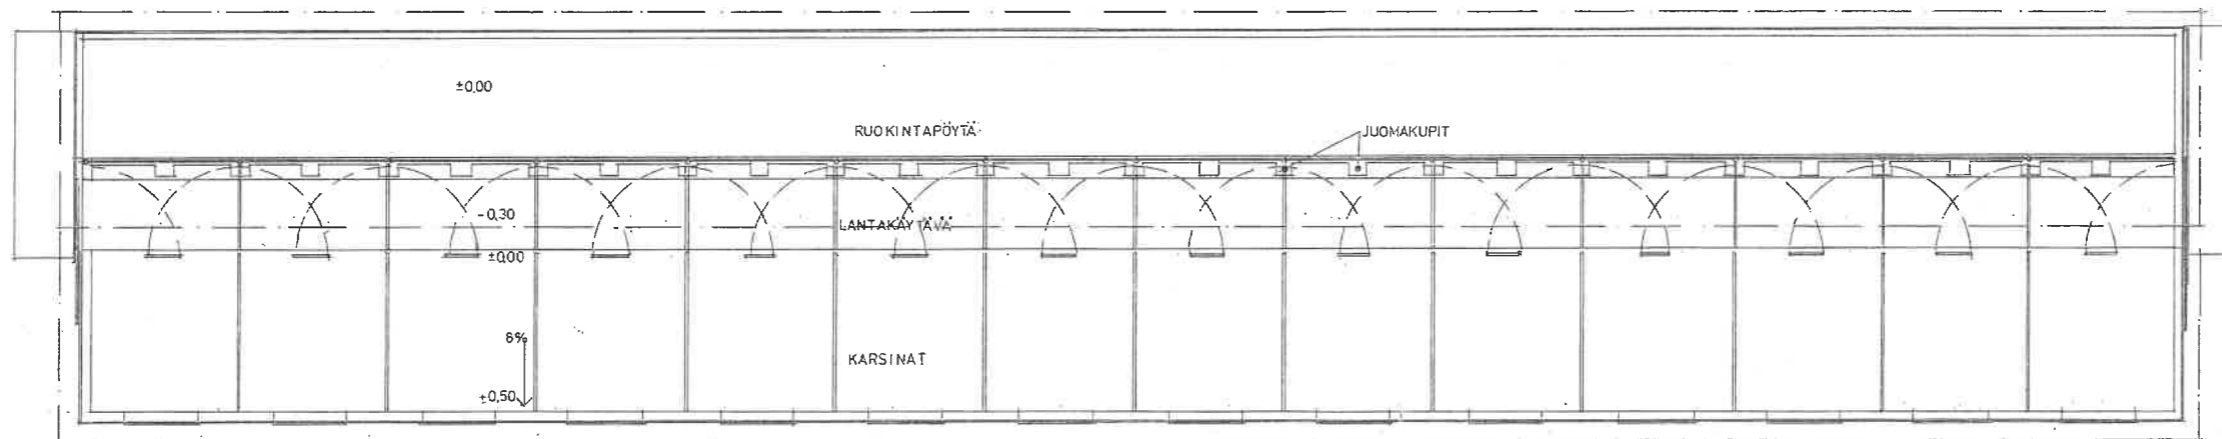 ±0,00
RUOKINTAPÖYTÄ
JUOMAKUPIT
-0,30
LANTAKÄYTÄVÄ
±0,00
6%
KARSINAT
±0,50